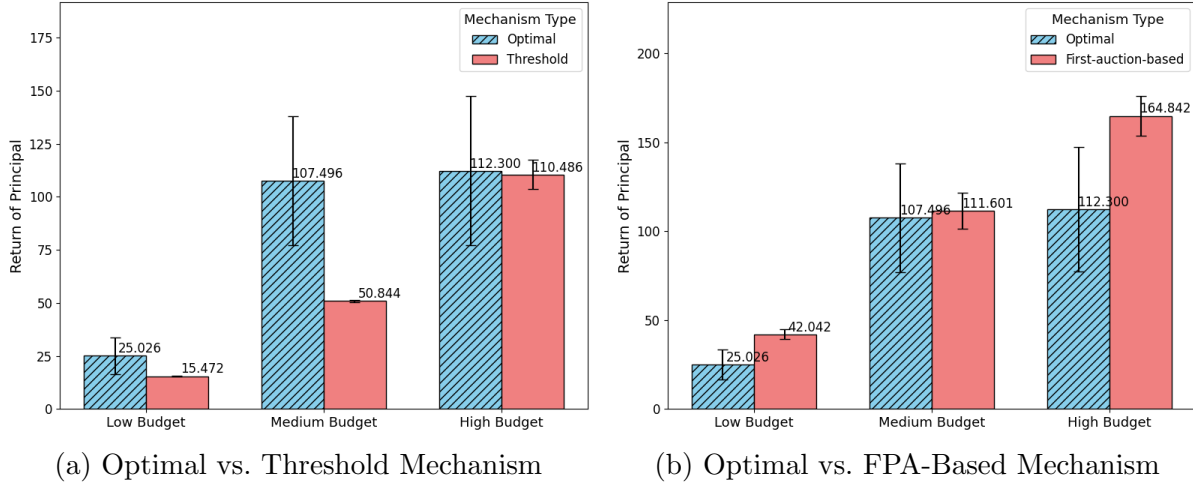 Mechanism Type
Optimal
Threshold
Return of Principal
175
150
125
100
75
50
25
0
25.026
15.472
107.496
50.844
112.300
110.486
Low Budget
Medium Budget
High Budget
(a) Optimal vs. Threshold Mechanism
Mechanism Type
Optimal
First-auction-based
Return of Principal
200
150
100
50
0
25.026
42.042
107.496
111.601
112.300
164.842
Low Budget
Medium Budget
High Budget
(b) Optimal vs. FPA-Based Mechanism